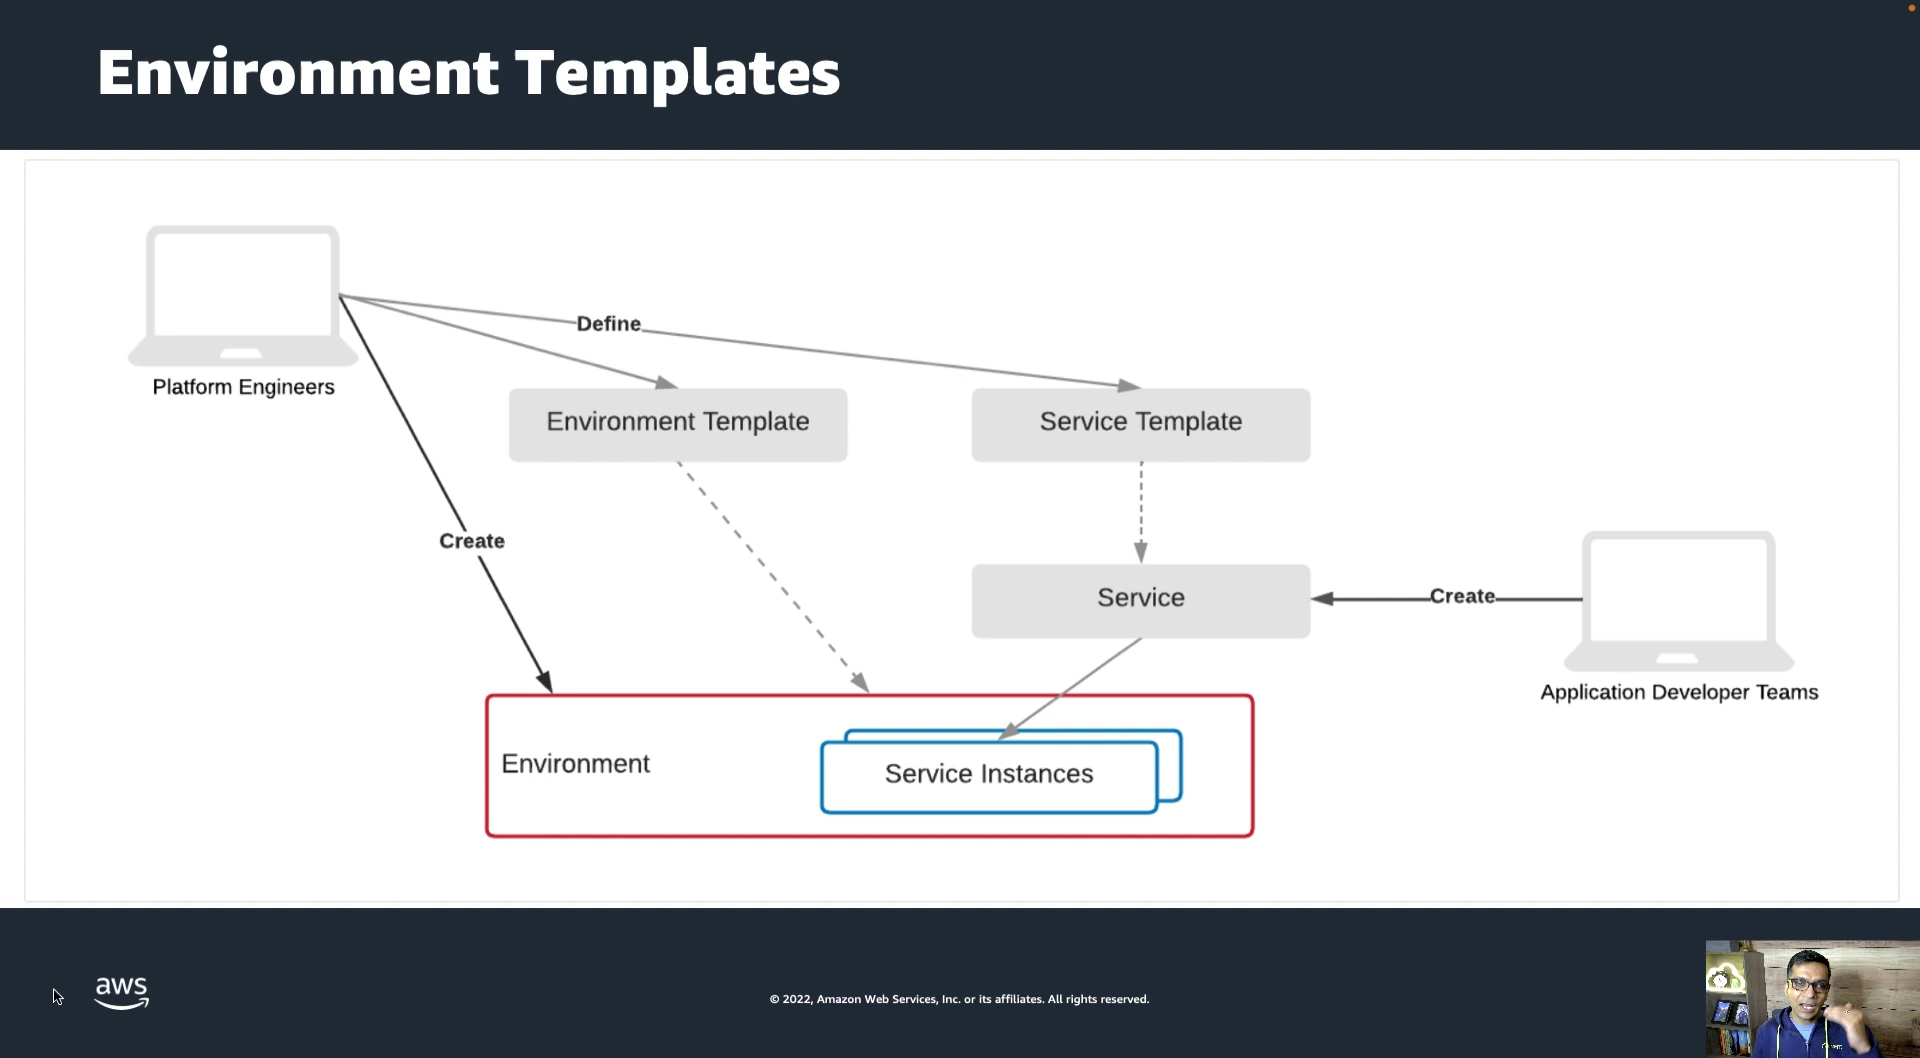 Environment Templates
Platform Engineers
Define
Environment Template
Service Template
Create
Service
Create
Application Developer Teams
Environment
Service Instances
aws
© 2022, Amazon Web Services, Inc. or its affiliates. All rights reserved.